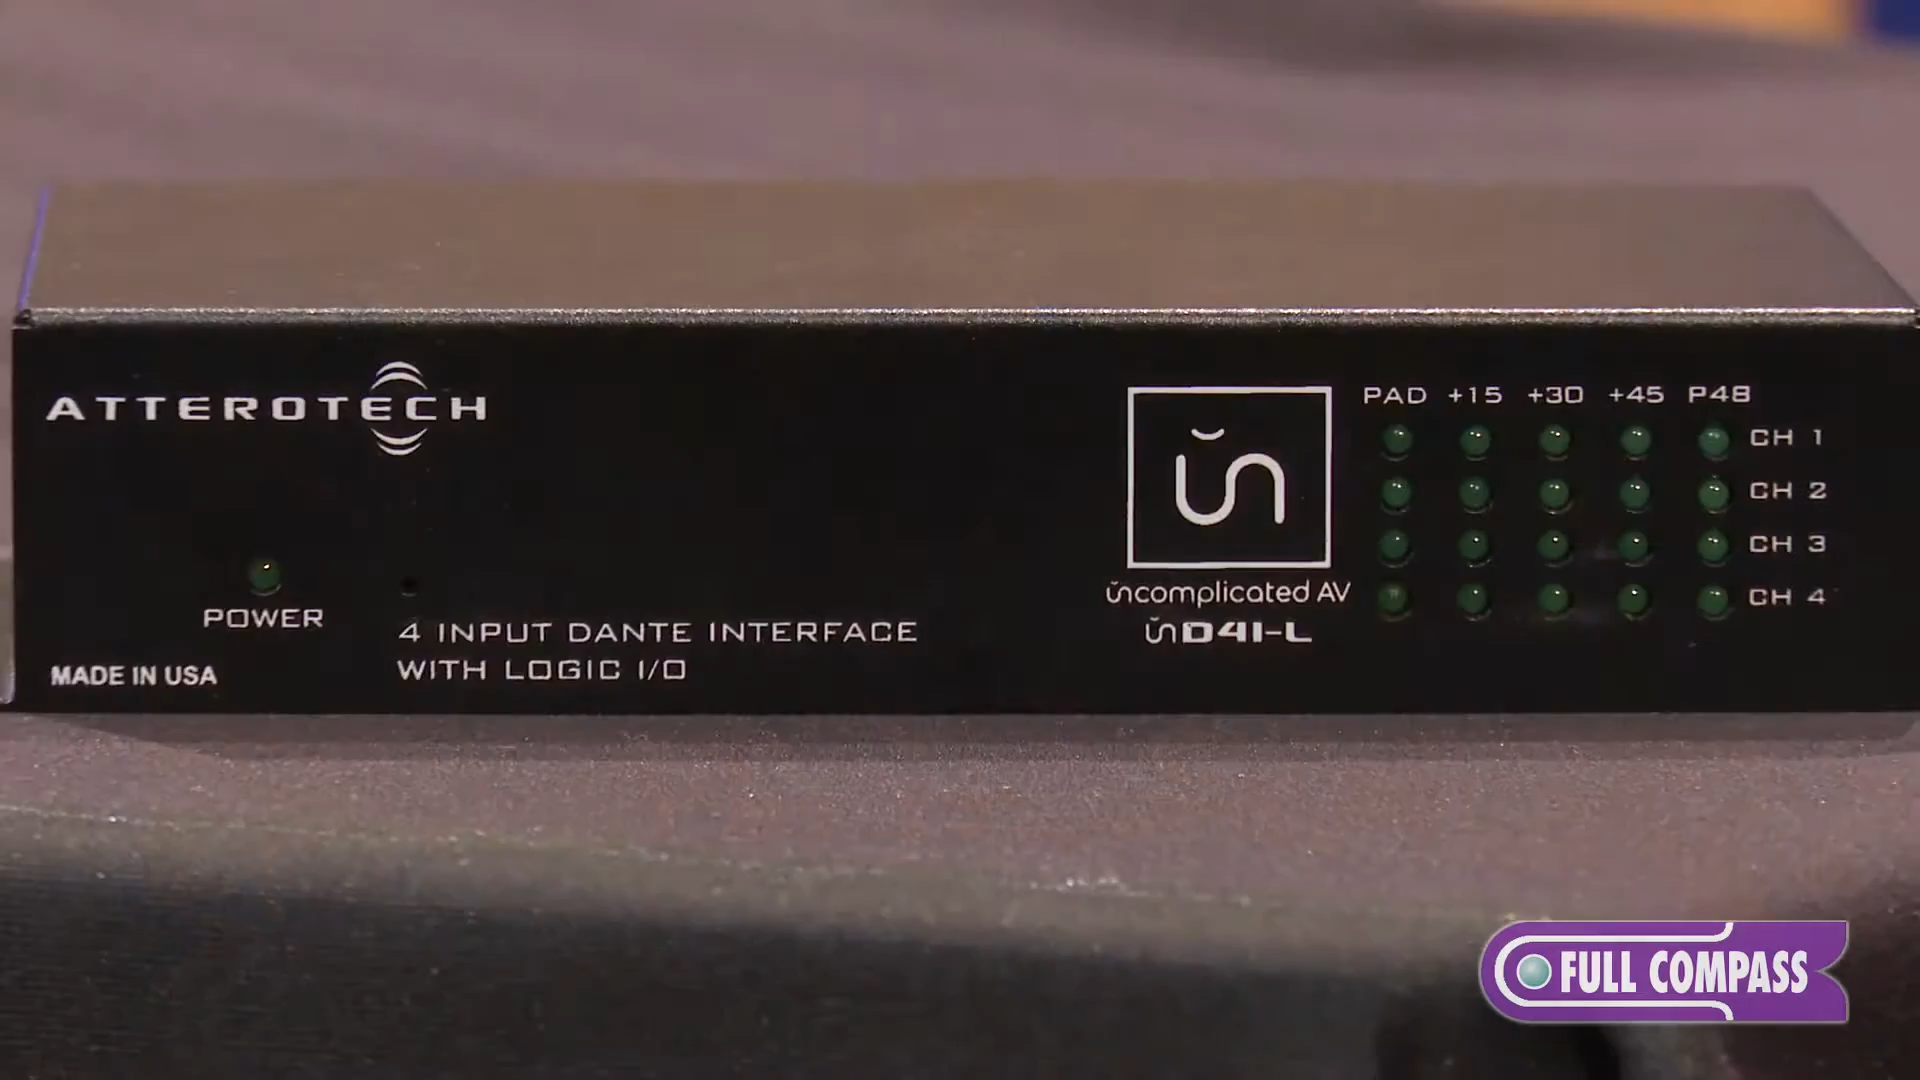 ATTEROTECH
POWER
MADE IN USA
4 INPUT DANTE INTERFACE
WITH LOGIC I/O
ŭn
ŭncomplicated AV
ŭnD4I-L
PAD +15 +30 +45 P48
CH 1
CH 2
CH 3
CH 4
FULL COMPASS